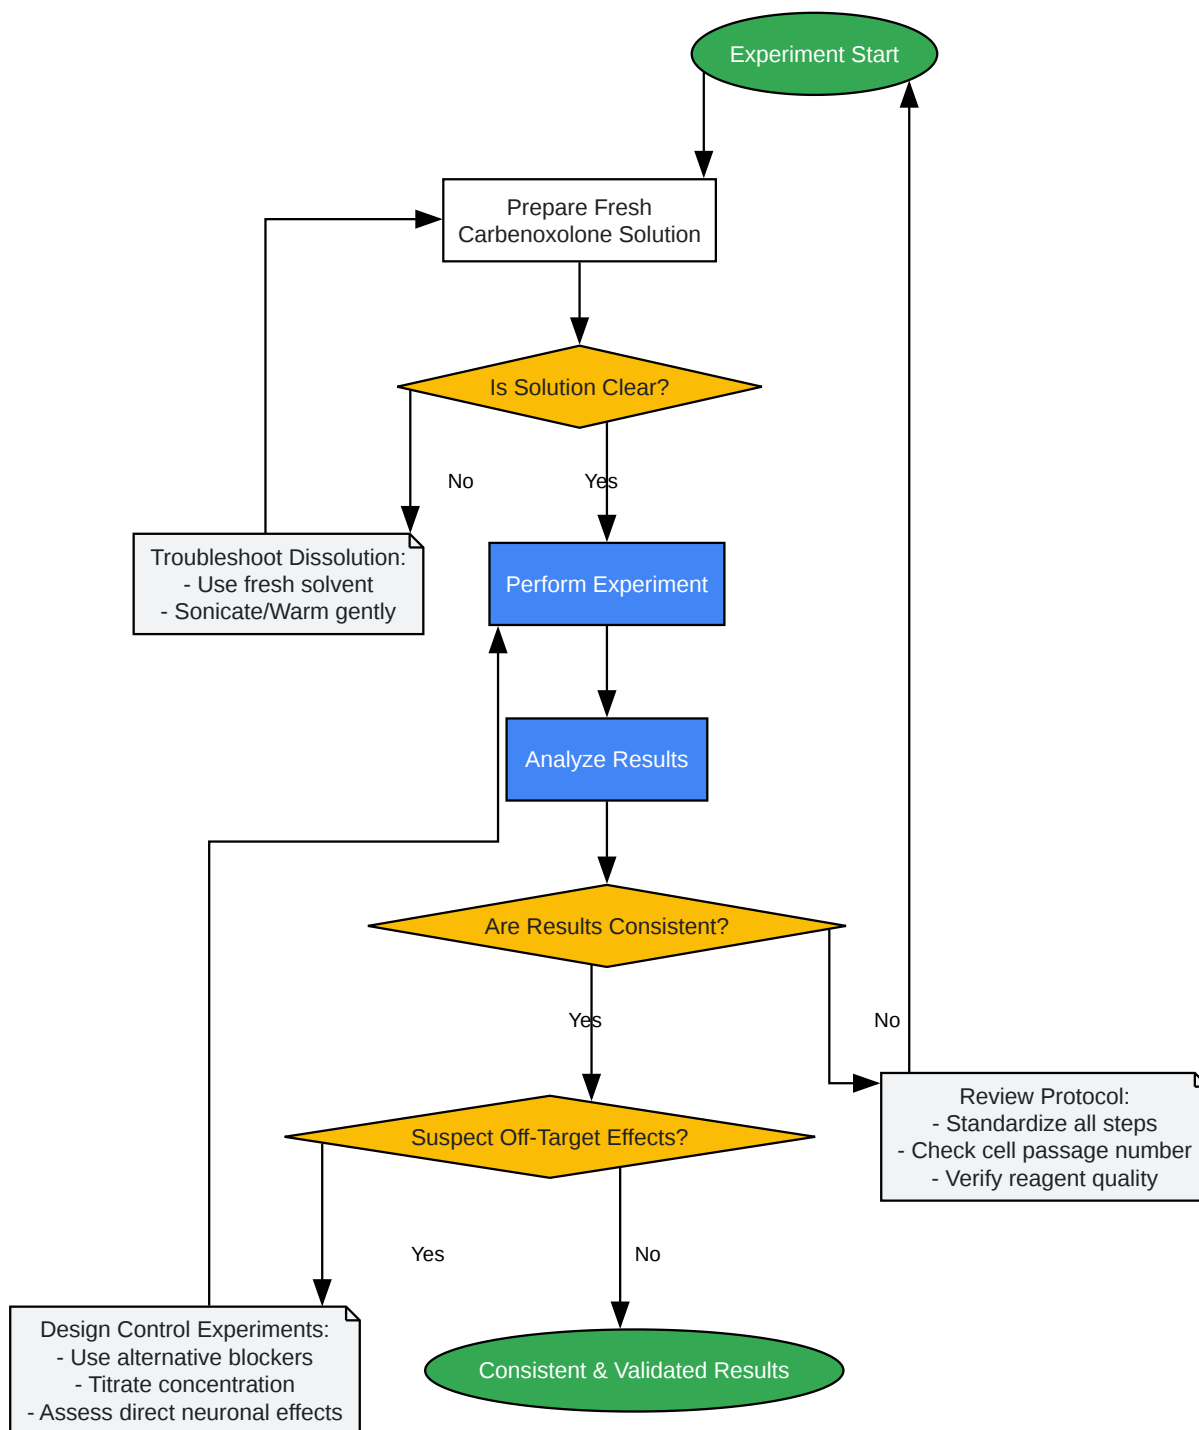 Experiment Start
Prepare Fresh
Carbenoxolone Solution
Is Solution Clear?
No
Yes
Troubleshoot Dissolution:
- Use fresh solvent
- Sonicate/Warm gently
Perform Experiment
Analyze Results
Are Results Consistent?
Yes
No
Review Protocol:
- Standardize all steps
- Check cell passage number
- Verify reagent quality
Suspect Off-Target Effects?
Yes
No
Design Control Experiments:
- Use alternative blockers
- Titrate concentration
- Assess direct neuronal effects
Consistent & Validated Results